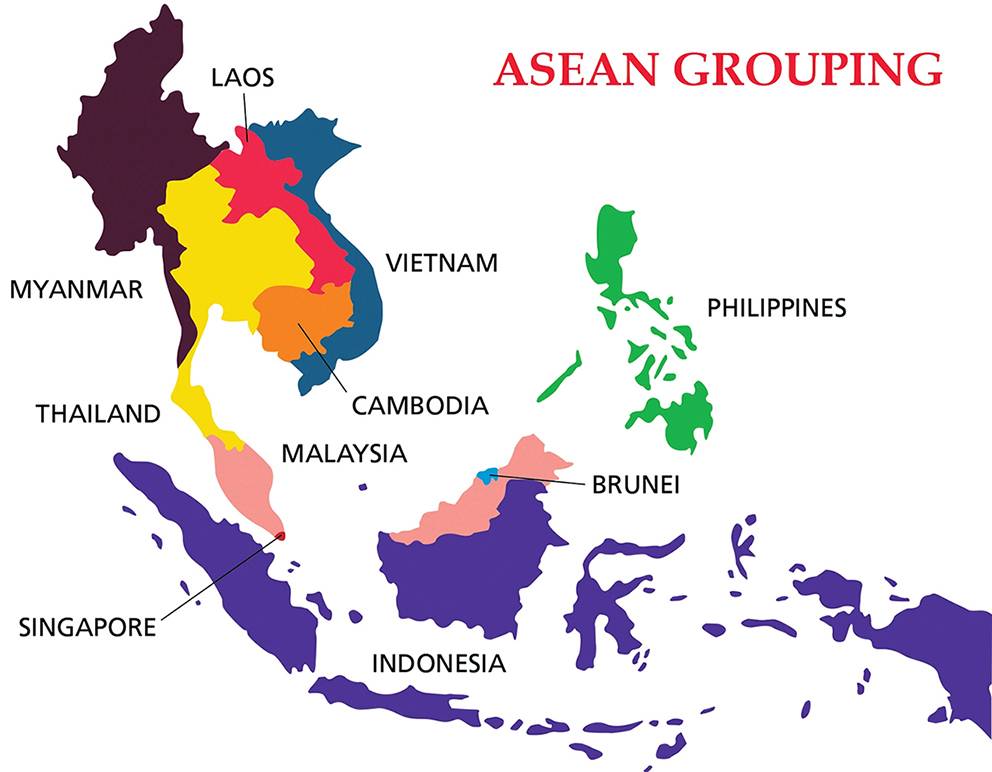 ASEAN GROUPING
LAOS
VIETNAM
MYANMAR
PHILIPPINES
CAMBODIA
THAILAND
MALAYSIA
BRUNEI
SINGAPORE
INDONESIA